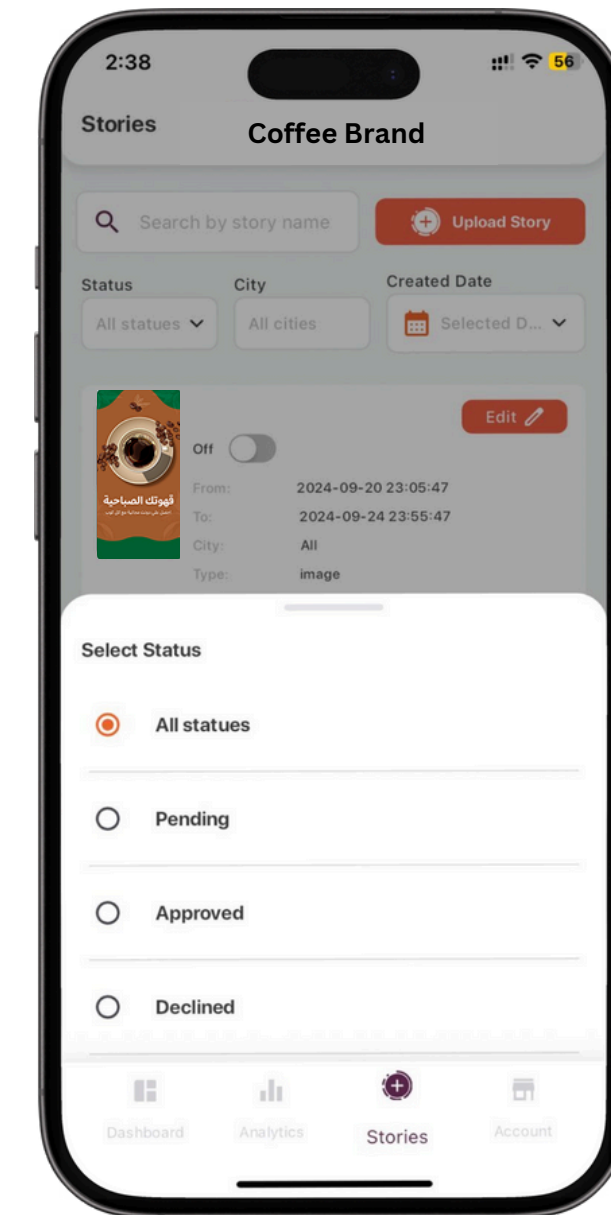 2:38
56
Stories
Coffee Brand
Search by story name
Upload Story
Status
City
Created Date
All statues
All cities
Selected D...
Edit
Off
قهوتك الصباحية
From:
2024-09-20 23:05:47
To:
2024-09-24 23:55:47
City:
All
Type:
image
Select Status
All statues
Pending
Approved
Declined
Dashboard
Analytics
Stories
Account